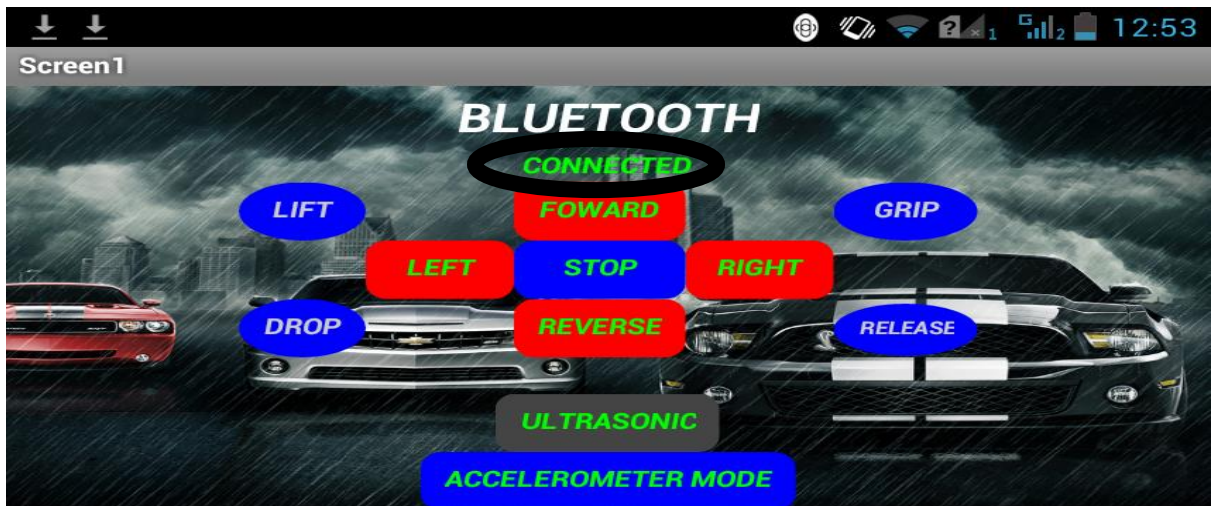 12:53
Screen1
BLUETOOTH
CONNECTED
LIFT FOWARD GRIP
LEFT STOP RIGHT
DROP REVERSE RELEASE
ULTRASONIC
ACCELEROMETER MODE